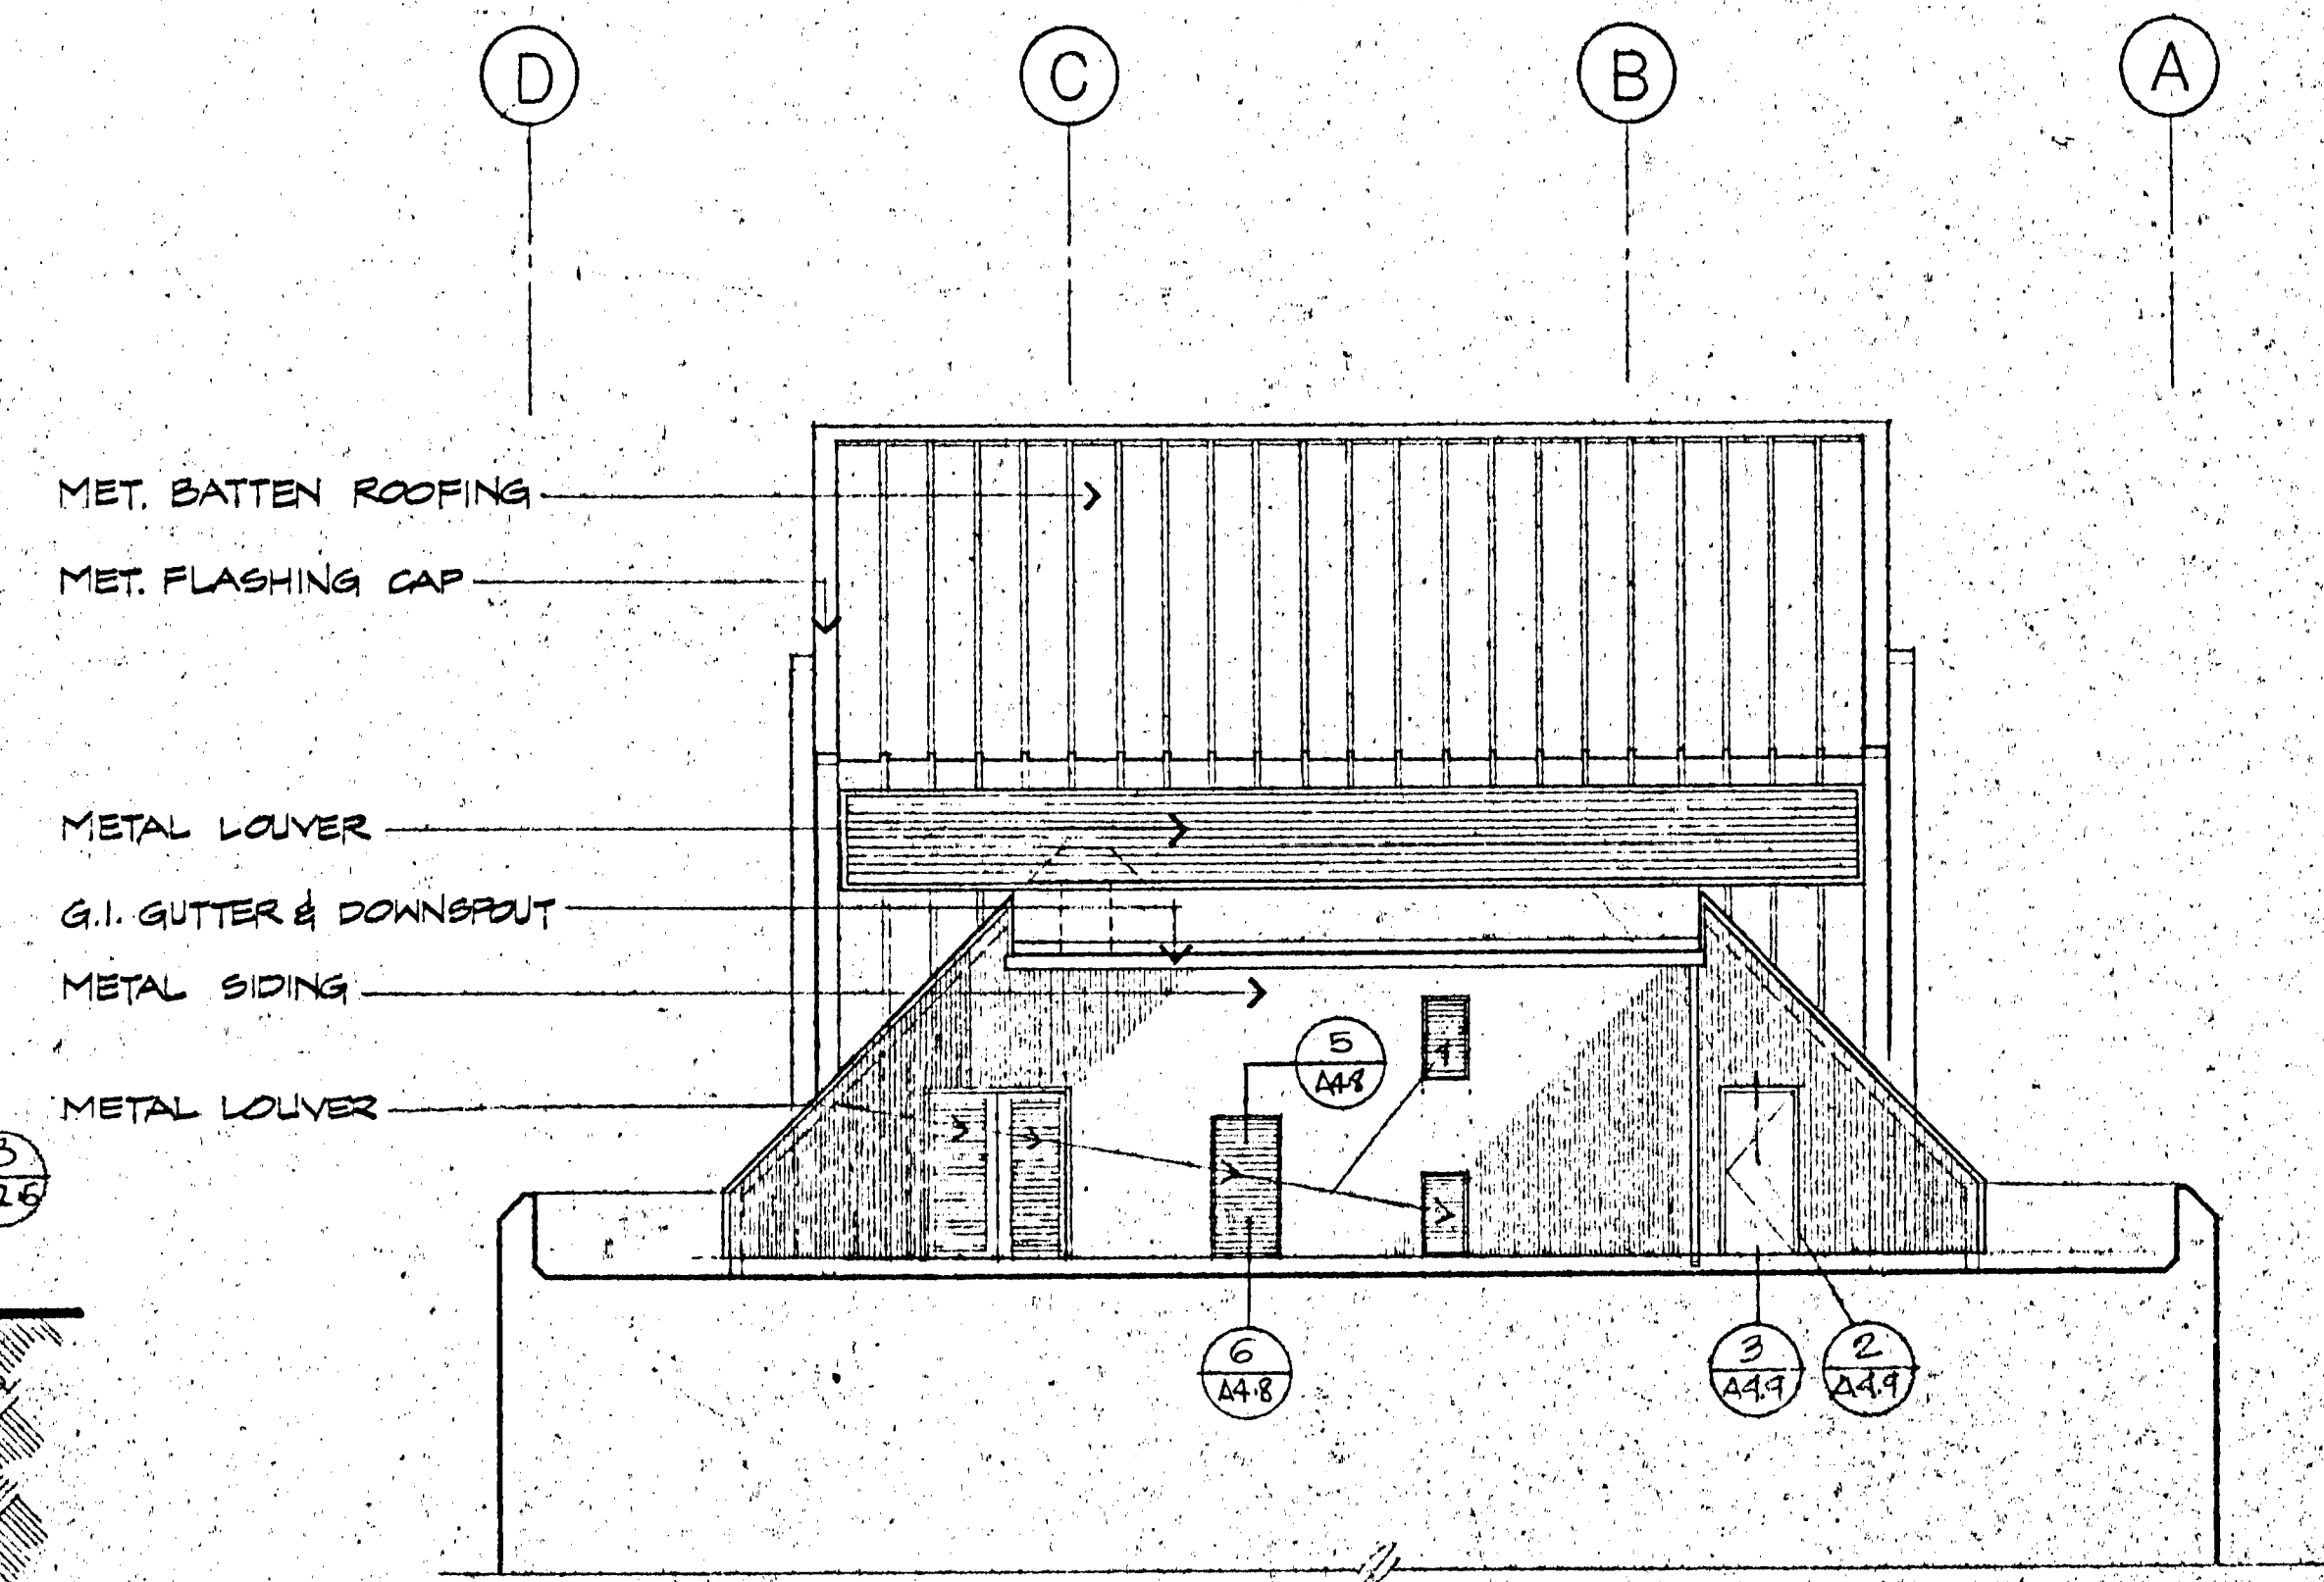 D C B A
MET. BATTEN ROOFING
MET. FLASHING CAP
METAL LOUVER
G.I. GUTTER & DOWNSPOUT
METAL SIDING
5
A4.8
METAL LOUVER
3
6
A4.8
3
A4.9
2
A4.9